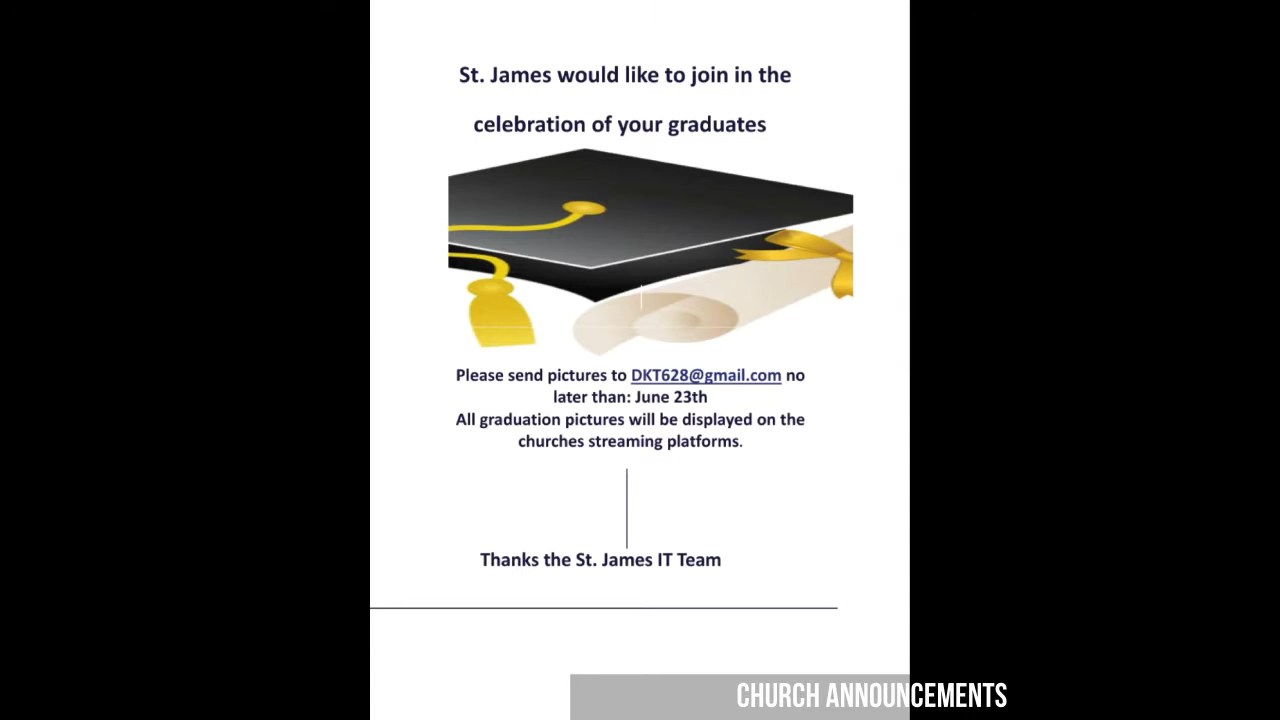 St. James would like to join in the
celebration of your graduates
Please send pictures to DKT628@gmail.com no
later than: June 23th
All graduation pictures will be displayed on the
churches streaming platforms.
Thanks the St. James IT Team
CHURCH ANNOUNCEMENTS